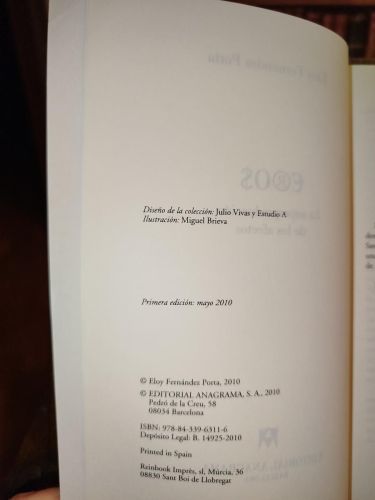 Diseño de la colección: Julio Vivas y Estudio A
Ilustración: Miguel Brieva
Primera edición: mayo 2010
© Eloy Fernández Porta, 2010
© EDITORIAL ANAGRAMA, S. A., 2010
Pedró de la Creu, 58
08034 Barcelona
ISBN: 978-84-339-6311-6
Depósito Legal: B. 14925-2010
Printed in Spain
Reinbook Imprès, sl, Múrcia, 36
08830 Sant Boi de Llobregat